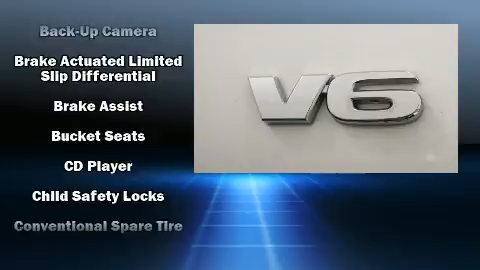 Back-Up Camera
Brake Actuated Limited
Slip Differential
Brake Assist
Bucket Seats
CD Player
Child Safety Locks
Conventional Spare Tire
V6